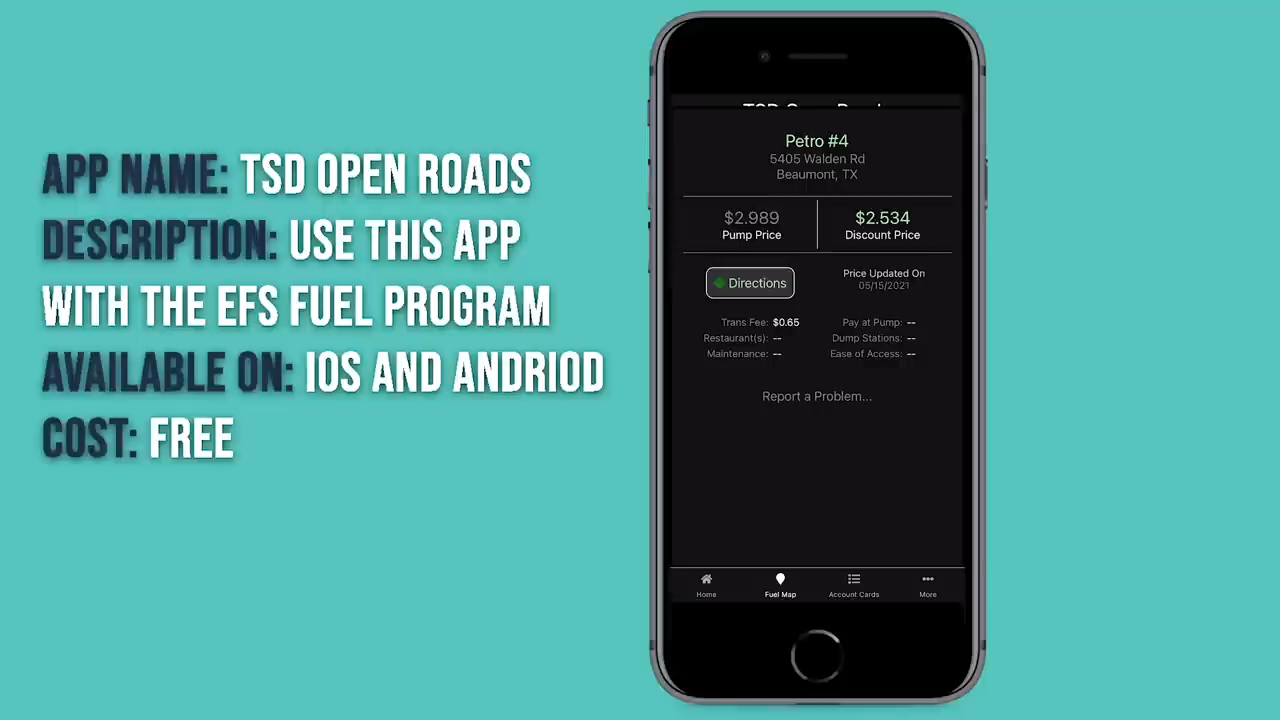 APP NAME: TSD OPEN ROADS
DESCRIPTION: USE THIS APP
WITH THE EFS FUEL PROGRAM
AVAILABLE ON: IOS AND ANDRIOD
COST: FREE
Petro #4
5405 Walden Rd
Beaumont, TX
$2.989 $2.534
Pump Price Discount Price
Directions Price Updated On
05/15/2021
Trans Fee: $0.65 Pay at Pump: --
Restaurant(s): -- Dump Stations: --
Maintenance: -- Ease of Access: --
Report a Problem...
Home Fuel Map Account Cards More